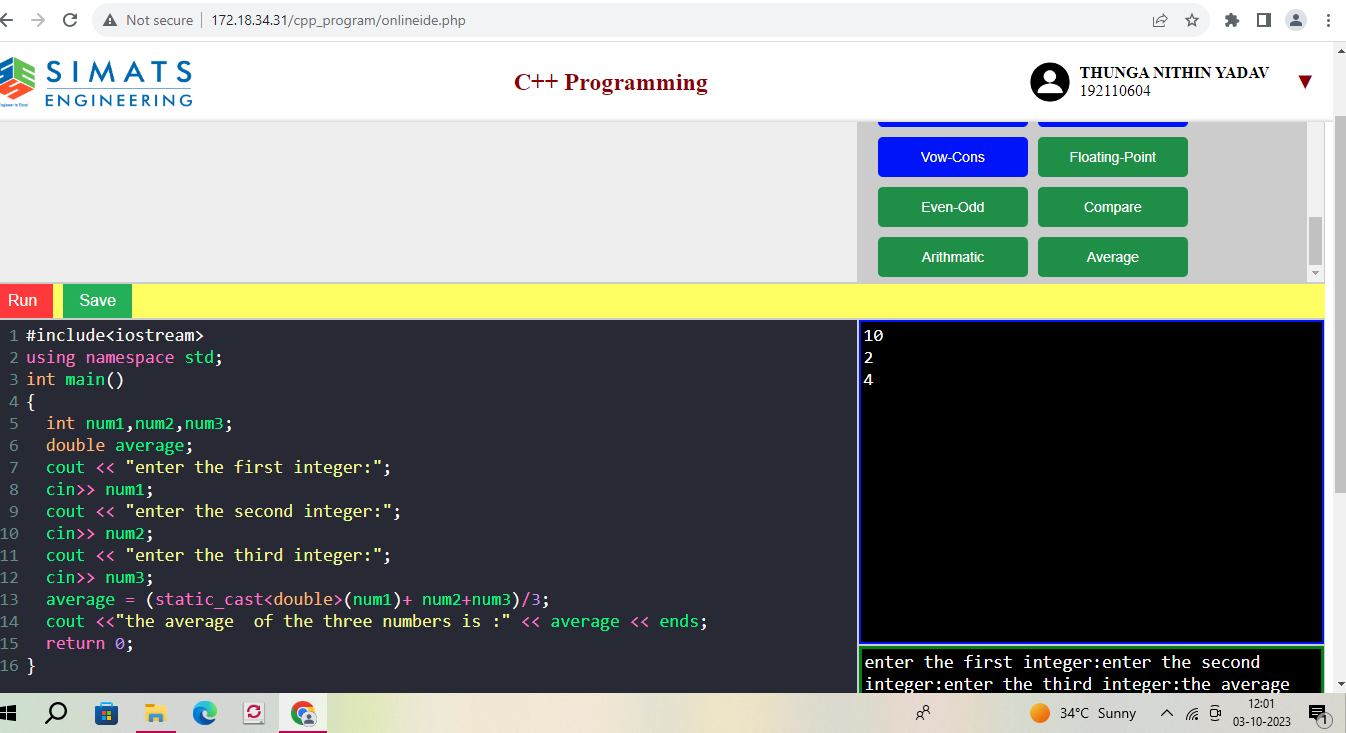 Not secure 172.18.34.31/cpp_program/onlineide.php
SIMATS
ENGINEERING
C++ Programming
THUNGA NITHIN YADAV
192110604
Vow-Cons Floating-Point
Even-Odd Compare
Arithmatic Average
Run Save
1 #include<iostream>
2 using namespace std;
3 int main()
4 {
5 int num1,num2,num3;
6 double average;
7 cout << "enter the first integer:";
8 cin>> num1;
9 cout << "enter the second integer:";
10 cin>> num2;
11 cout << "enter the third integer:";
12 cin>> num3;
13 average = (static_cast<double>(num1)+ num2+num3)/3;
14 cout <<"the average  of the three numbers is :" << average << ends;
15 return 0;
16 }
10
2
4
enter the first integer:enter the second
integer:enter the third integer:the average
34°C Sunny
12:01
03-10-2023
1